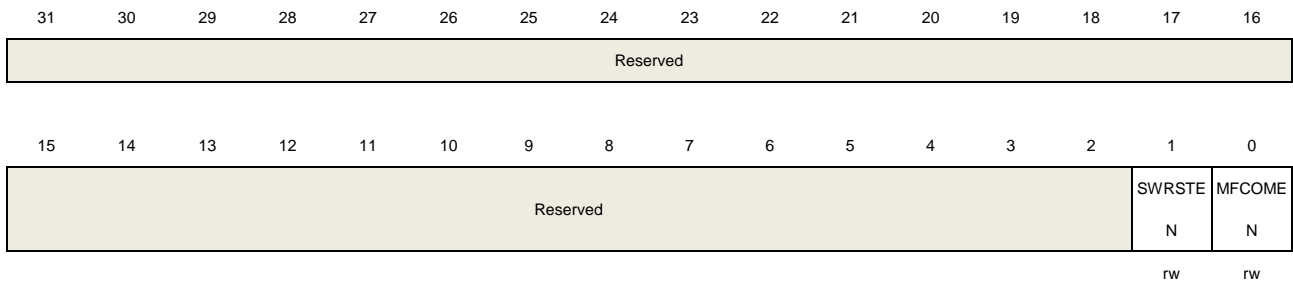 31 30 29 28 27 26 25 24 23 22 21 20 19 18 17 16
Reserved
15 14 13 12 11 10 9 8 7 6 5 4 3 2 1 0
Reserved
SWRSTE MFCOME
N N
rw rw